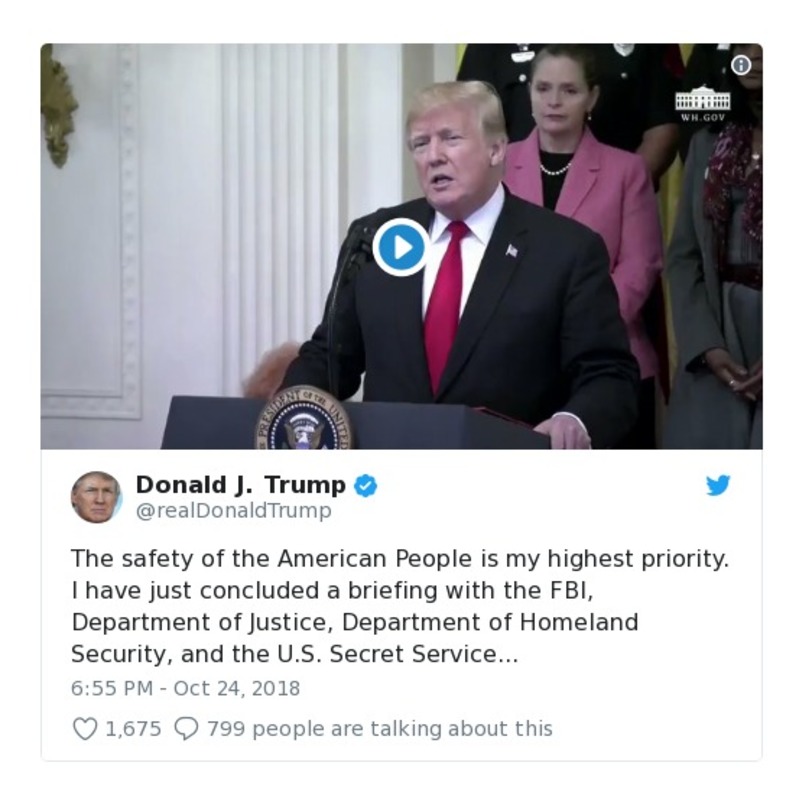 WH.GOV
PRESIDENT OF THE UNITED
Donald J. Trump
@realDonaldTrump
The safety of the American People is my highest priority.
I have just concluded a briefing with the FBI,
Department of Justice, Department of Homeland
Security, and the U.S. Secret Service...
6:55 PM - Oct 24, 2018
1,675 799 people are talking about this